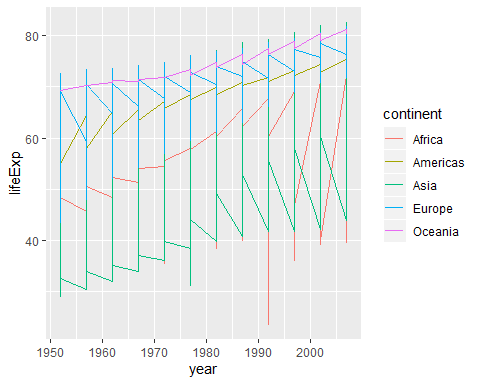 80
60
40
lifeExp
1950
1960
1970
1980
1990
2000
year
continent
Africa
Americas
Asia
Europe
Oceania